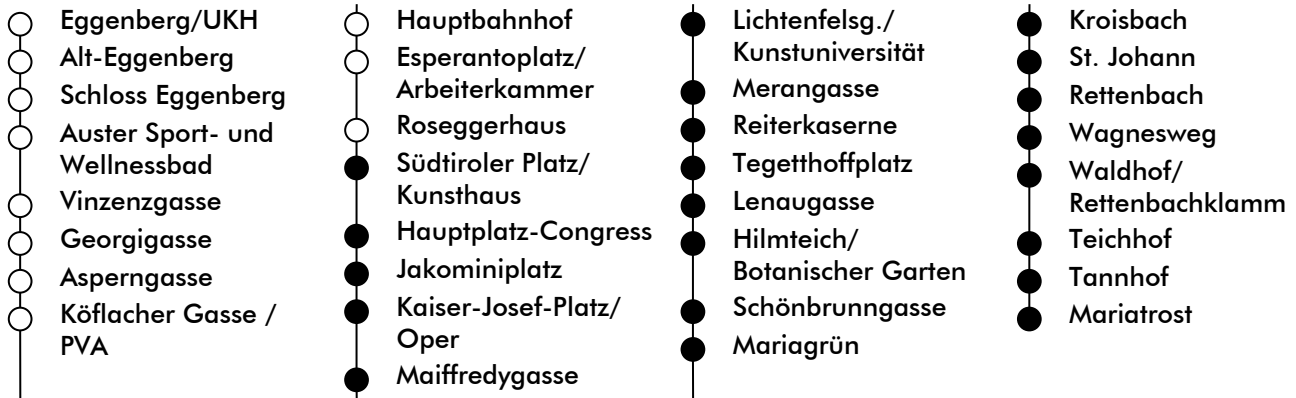 Eggenberg/UKH
Alt-Eggenberg
Schloss Eggenberg
Auster Sport- und
Wellnessbad
Vinzenzgasse
Georgigasse
Asperngasse
Köflacher Gasse /
PVA
Hauptbahnhof
Esperantoplatz/
Arbeiterkammer
Roseggerhaus
Südtiroler Platz/
Kunsthaus
Hauptplatz-Congress
Jakominiplatz
Kaiser-Josef-Platz/
Oper
Maiffredygasse
Lichtenfelsg./
Kunstuniversität
Merangasse
Reiterkaserne
Tegetthoffplatz
Lenaugasse
Hilmteich/
Botanischer Garten
Schönbrunngasse
Mariagrün
Kroisbach
St. Johann
Rettenbach
Wagnesweg
Waldhof/
Rettenbachklamm
Teichhof
Tannhof
Mariatrost